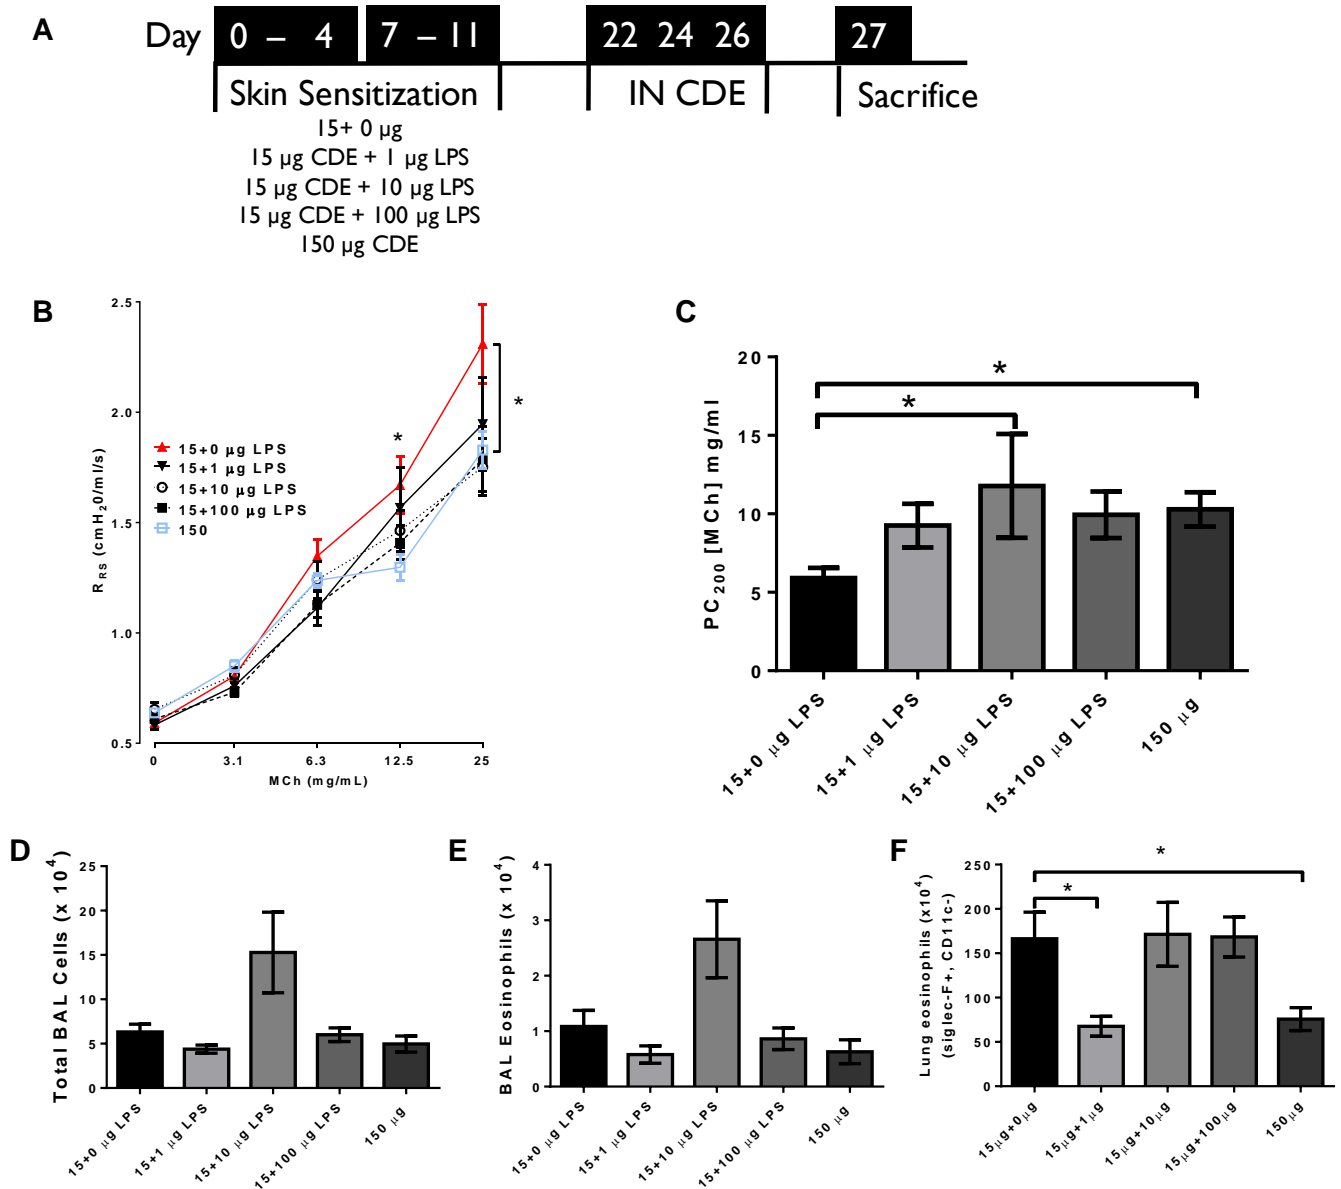 A
Day 0 – 4 7 – 11 22 24 26 27
Skin Sensitization IN CDE Sacrifice
15+ 0 µg
15 µg CDE + 1 µg LPS
15 µg CDE + 10 µg LPS
15 µg CDE + 100 µg LPS
150 µg CDE
B
2.5
2.0
1.5
1.0
0.5
R_RS (cmH₂0/ml/s)
*
*
15+0 µg LPS
15+1 µg LPS
15+10 µg LPS
15+100 µg LPS
150
0 3.1 6.3 12.5 25
MCh (mg/mL)
C
20
15
10
5
0
PC₂₀₀ [MCh] mg/ml
*
*
15+0 µg LPS
15+1 µg LPS
15+10 µg LPS
15+100 µg LPS
150 µg
D
25
20
15
10
5
0
Total BAL Cells (x 10⁴)
15+0 µg LPS
15+1 µg LPS
15+10 µg LPS
15+100 µg LPS
150 µg
E
4
3
2
1
0
BAL Eosinophils (x 10⁴)
15+0 µg LPS
15+1 µg LPS
15+10 µg LPS
15+100 µg LPS
150 µg
F
250
200
150
100
50
0
Lung eosinophils (x10⁴)
(siglec-F+, CD11c-)
*
*
15µg+0µg
15µg+1µg
15µg+10µg
15µg+100µg
150µg